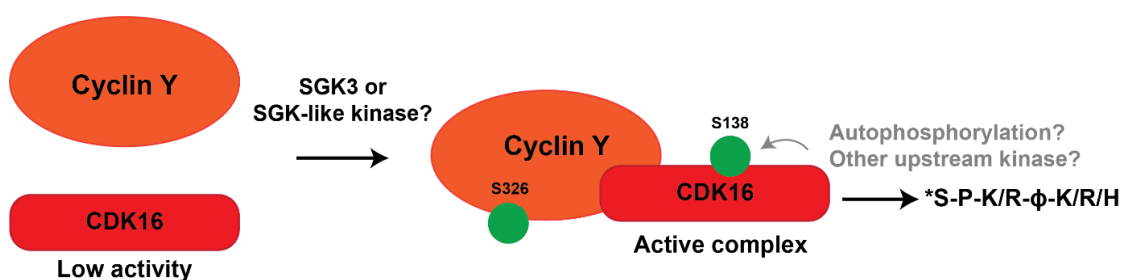 Cyclin Y
CDK16
Low activity
SGK3 or
SGK-like kinase?
Cyclin Y
S326
S138
CDK16
Active complex
Autophosphorylation?
Other upstream kinase?
*S-P-K/R-ϕ-K/R/H